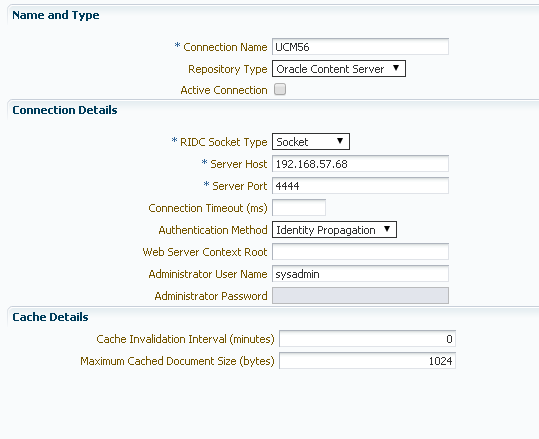 Name and Type
* Connection Name UCM56
Repository Type Oracle Content Server
Active Connection
Connection Details
* RIDC Socket Type Socket
* Server Host 192.168.57.68
* Server Port 4444
Connection Timeout (ms)
Authentication Method Identity Propagation
Web Server Context Root
Administrator User Name sysadmin
Administrator Password
Cache Details
Cache Invalidation Interval (minutes) 0
Maximum Cached Document Size (bytes) 1024